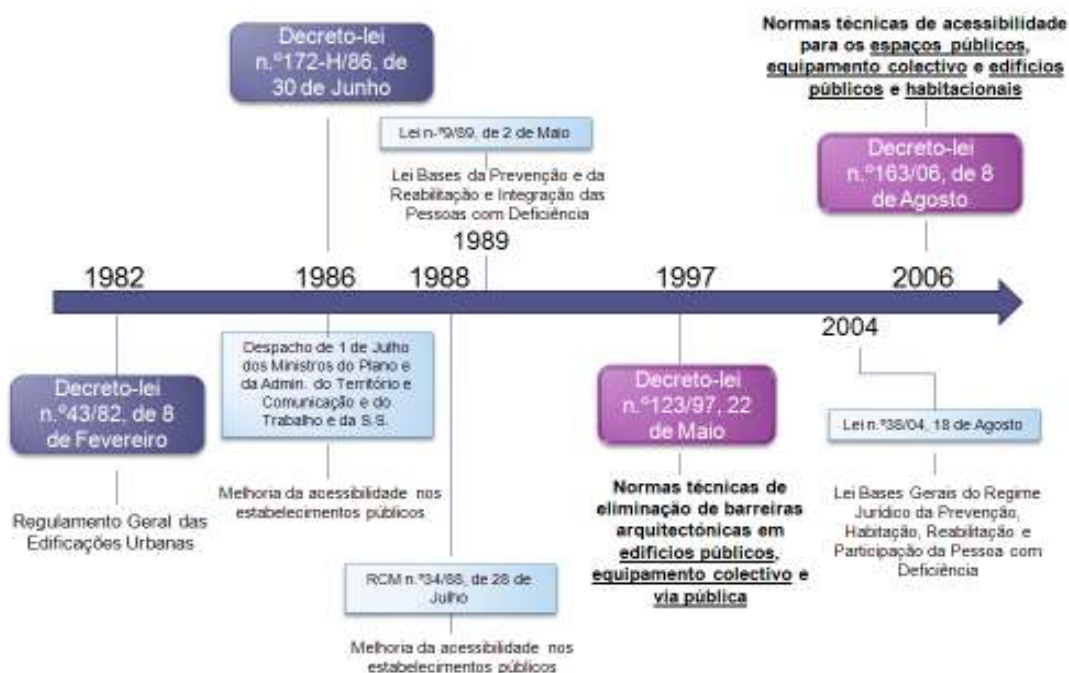 Decreto-lei
n.º172-H/86, de
30 de Junho
Normas técnicas de acessibilidade
para os espaços públicos,
equipamento colectivo e edificios
públicos e habitacionais
Lei n-º9/89, de 2 de Maio
Lei Bases da Prevenção e da
Reabilitação e Integração das
Pessoas com Deficiência
1989
Decreto-lei
n.º163/06, de 8
de Agosto
1982
1986
1988
1997
2006
2004
Decreto-lei
n.º43/82, de 8
de Fevereiro
Regulamento Geral das
Edificações Urbanas
Despacho de 1 de Julho
dos Ministros do Plano e
da Admin. do Território e
Comunicação e do
Trabalho e da S.S.
Melhoria da acessibilidade nos
estabelecimentos públicos
RCM n.º34/88, de 28 de
Julho
Melhoria da acessibilidade nos
estabelecimentos públicos
Decreto-lei
n.º123/97, 22
de Maio
Normas técnicas de
eliminação de barreiras
arquitectónicas em
edificios públicos,
equipamento colectivo e
via pública
Lei n.º38/04, 18 de Agosto
Lei Bases Gerais do Regime
Jurídico da Prevenção,
Habitação, Reabilitação e
Participação da Pessoa com
Deficiência